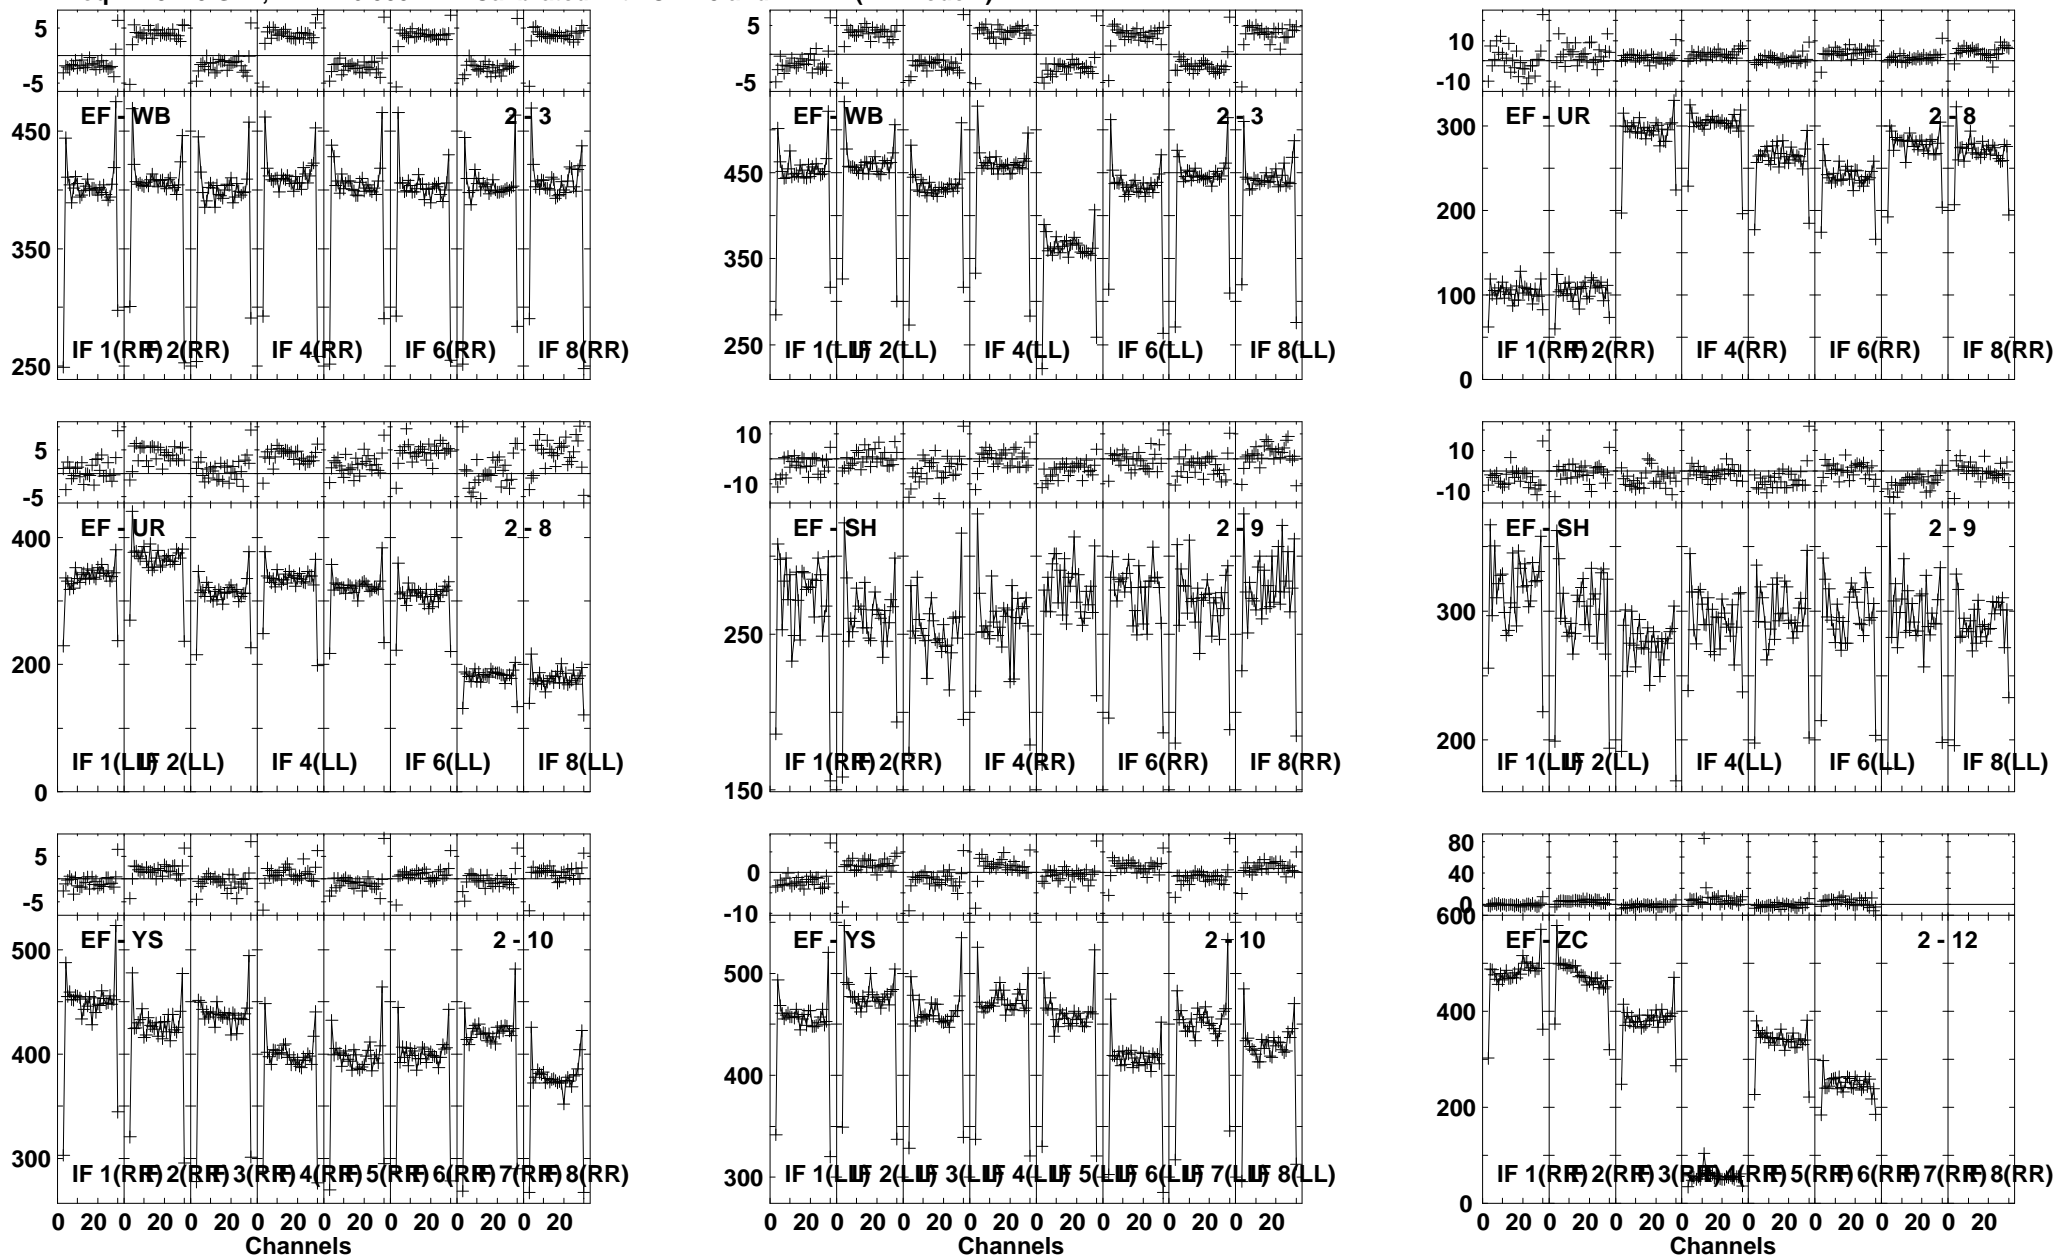 5
-5
450
350
250
EF - WB
2 - 3
IF 1(RR) IF 2(RR) IF 4(RR) IF 6(RR) IF 8(RR)
5
-5
450
350
250
EF - WB
2 - 3
IF 1(LL) IF 2(LL) IF 4(LL) IF 6(LL) IF 8(LL)
10
-10
300
200
100
0
EF - UR
2 - 8
IF 1(RR) IF 2(RR) IF 4(RR) IF 6(RR) IF 8(RR)
5
-5
400
200
0
EF - UR
2 - 8
IF 1(LL) IF 2(LL) IF 4(LL) IF 6(LL) IF 8(LL)
10
-10
250
150
EF - SH
2 - 9
IF 1(RR) IF 2(RR) IF 4(RR) IF 6(RR) IF 8(RR)
10
-10
300
200
EF - SH
2 - 9
IF 1(LL) IF 2(LL) IF 4(LL) IF 6(LL) IF 8(LL)
5
-5
500
400
300
EF - YS
2 - 10
IF 1(RR) IF 2(RR) IF 3(RR) IF 4(RR) IF 5(RR) IF 6(RR) IF 7(RR) IF 8(RR)
0 20 0 20 0 20 0 20 0 20 0 20 0 20 0 20
Channels
0
-10
500
400
300
EF - YS
2 - 10
IF 1(LL) IF 2(LL) IF 3(LL) IF 4(LL) IF 5(LL) IF 6(LL) IF 7(LL) IF 8(LL)
0 20 0 20 0 20 0 20 0 20 0 20 0 20 0 20
Channels
80
40
0
600
400
200
0
EF - ZC
2 - 12
IF 1(RR) IF 2(RR) IF 3(RR) IF 4(RR) IF 5(RR) IF 6(RR) IF 7(RR) IF 8(RR)
0 20 0 20 0 20 0 20 0 20 0 20 0 20 0 20
Channels